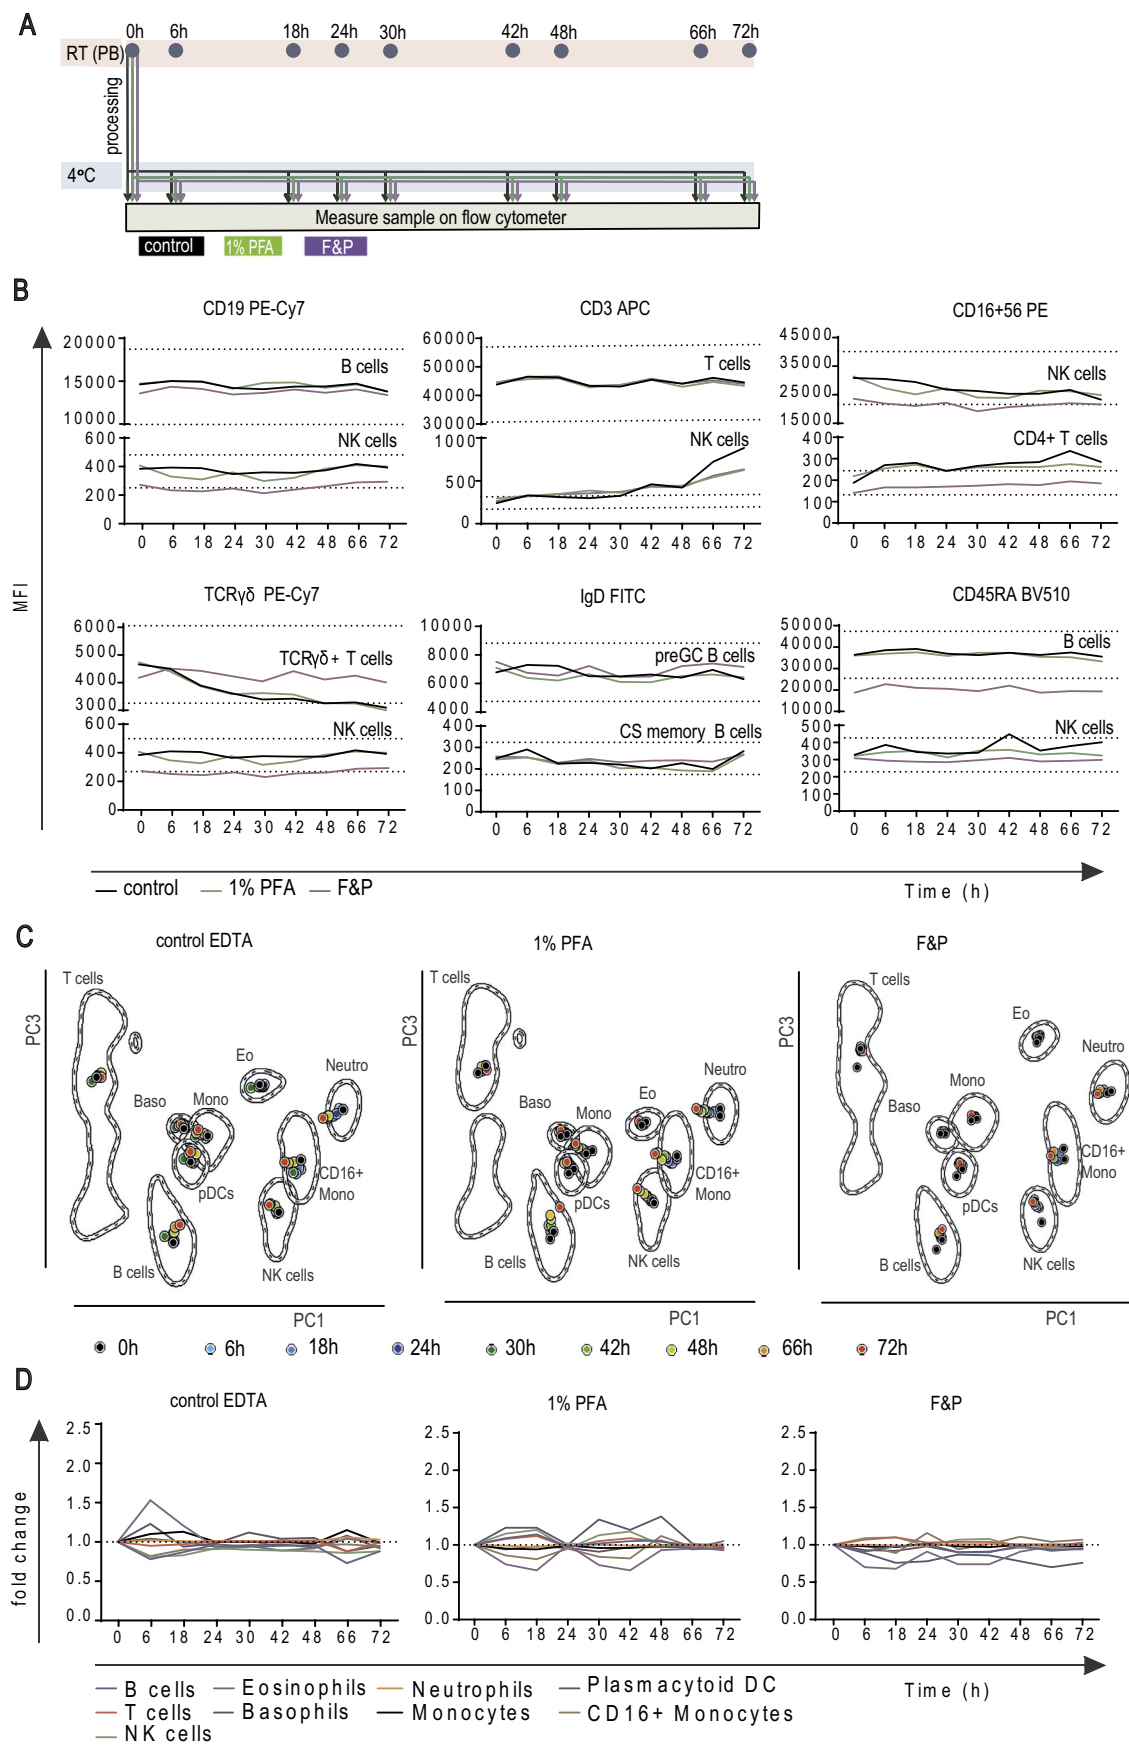 A
0h 6h 18h 24h 30h 42h 48h 66h 72h
RT (PB)
processing
4°C
Measure sample on flow cytometer
control 1% PFA F&P
B
CD19 PE-Cy7 CD3 APC CD16+56 PE
20000 15000 10000 B cells
600 400 200 0 NK cells
0 6 18 24 30 42 48 66 72
60000 50000 40000 30000 T cells
1000 500 0 NK cells
0 6 18 24 30 42 48 66 72
45000 35000 25000 15000 NK cells
400 300 200 100 0 CD4+ T cells
0 6 18 24 30 42 48 66 72
MFI
TCRγδ PE-Cy7 IgD FITC CD45RA BV510
6000 5000 4000 3000 TCRγδ+ T cells
600 400 200 0 NK cells
0 6 18 24 30 42 48 66 72
10000 8000 6000 4000 preGC B cells
400 300 200 100 0 CS memory B cells
0 6 18 24 30 42 48 66 72
50000 40000 30000 20000 10000 B cells
500 400 300 200 100 0 NK cells
0 6 18 24 30 42 48 66 72
control 1% PFA F&P
Time (h)
C
control EDTA 1% PFA F&P
PC3
T cells
Eo
Neutro
Baso
Mono
CD16+
Mono
pDCs
B cells
NK cells
PC1
PC3
T cells
Eo
Neutro
Baso
Mono
CD16+
Mono
pDCs
B cells
NK cells
PC1
PC3
T cells
Eo
Neutro
Mono
Baso
CD16+
Mono
pDCs
B cells
NK cells
PC1
0h 6h 18h 24h 30h 42h 48h 66h 72h
D
control EDTA 1% PFA F&P
fold change
2.5 2.0 1.5 1.0 0.5 0.0
0 6 18 24 30 42 48 66 72
2.5 2.0 1.5 1.0 0.5 0.0
0 6 18 24 30 42 48 66 72
2.5 2.0 1.5 1.0 0.5 0.0
0 6 18 24 30 42 48 66 72
Time (h)
B cells Eosinophils Neutrophils Plasmacytoid DC
T cells Basophils Monocytes CD16+ Monocytes
NK cells